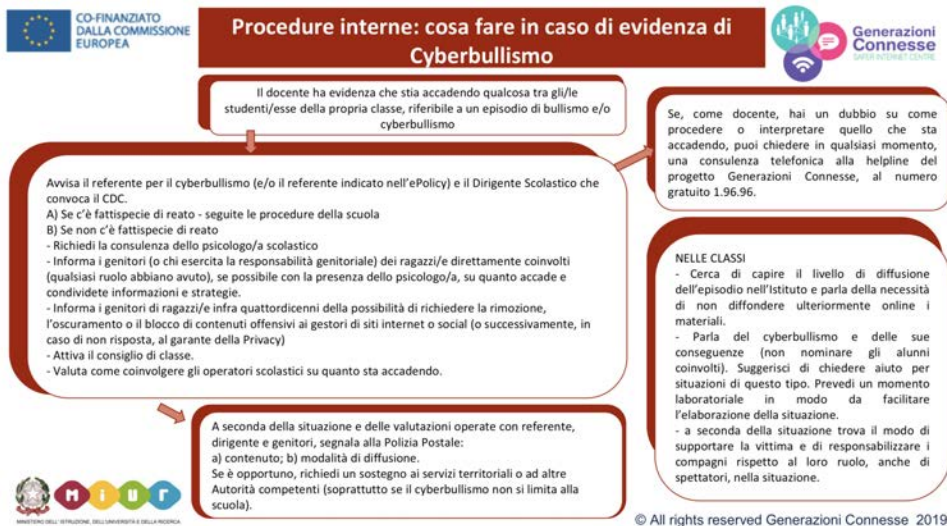 CO-FINANZIATO
DALLA COMMISSIONE
EUROPEA
Procedure interne: cosa fare in caso di evidenza di
Cyberbullismo
Generazioni
Connesse
SAFER INTERNET CENTRE
Il docente ha evidenza che stia accadendo qualcosa tra gli/le
studenti/esse della propria classe, riferibile a un episodio di bullismo e/o
cyberbullismo
Se, come docente, hai un dubbio su come
procedere o interpretare quello che sta
accadendo, puoi chiedere in qualsiasi momento,
una consulenza telefonica alla helpline del
progetto Generazioni Connesse, al numero
gratuito 1.96.96.
Avvisa il referente per il cyberbullismo (e/o il referente indicato nell'ePolicy) e il Dirigente Scolastico che
convoca il CDC.
A) Se c'è fattispecie di reato - seguite le procedure della scuola
B) Se non c'è fattispecie di reato
- Richiedi la consulenza dello psicologo/a scolastico
- Informa i genitori (o chi esercita la responsabilità genitoriale) dei ragazzi/e direttamente coinvolti
(qualsiasi ruolo abbiano avuto), se possibile con la presenza dello psicologo/a, su quanto accade e
condividete informazioni e strategie.
- Informa i genitori di ragazzi/e infra quattordicenni della possibilità di richiedere la rimozione,
l'oscuramento o il blocco di contenuti offensivi ai gestori di siti internet o social (o successivamente, in
caso di non risposta, al garante della Privacy)
- Attiva il consiglio di classe.
- Valuta come coinvolgere gli operatori scolastici su quanto sta accadendo.
NELLE CLASSI
- Cerca di capire il livello di diffusione
dell'episodio nell'Istituto e parla della necessità
di non diffondere ulteriormente online i
materiali.
- Parla del cyberbullismo e delle sue
conseguenze (non nominare gli alunni
coinvolti). Suggerisci di chiedere aiuto per
situazioni di questo tipo. Prevedi un momento
laboratoriale in modo da facilitare
l'elaborazione della situazione.
- a seconda della situazione trova il modo di
supportare la vittima e di responsabilizzare i
compagni rispetto al loro ruolo, anche di
spettatori, nella situazione.
A seconda della situazione e delle valutazioni operate con referente,
dirigente e genitori, segnala alla Polizia Postale:
a) contenuto; b) modalità di diffusione.
Se è opportuno, richiedi un sostegno ai servizi territoriali o ad altre
Autorità competenti (soprattutto se il cyberbullismo non si limita alla
scuola).
MIUR
MINISTERO DELL'ISTRUZIONE, DELL'UNIVERSITÀ E DELLA RICERCA
© All rights reserved Generazioni Connesse 2019